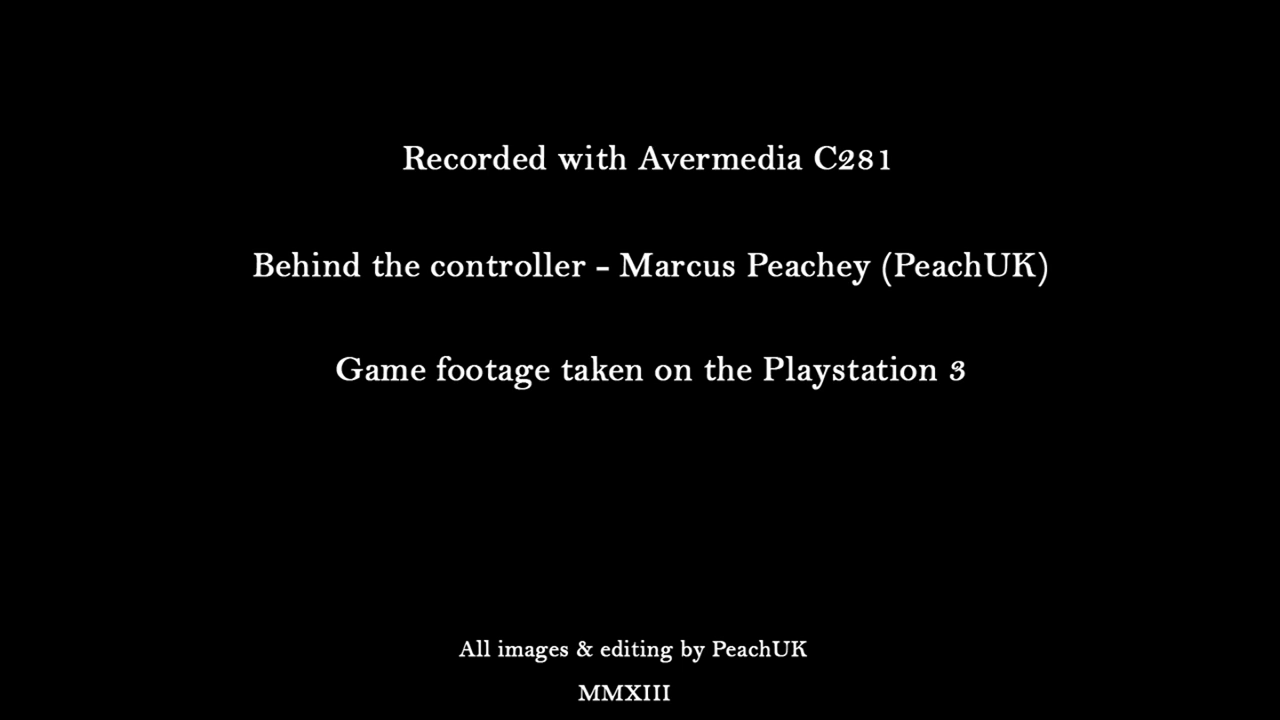 Recorded with Avermedia C281
Behind the controller - Marcus Peachey (PeachUK)
Game footage taken on the Playstation 3
All images & editing by PeachUK
MMXIII